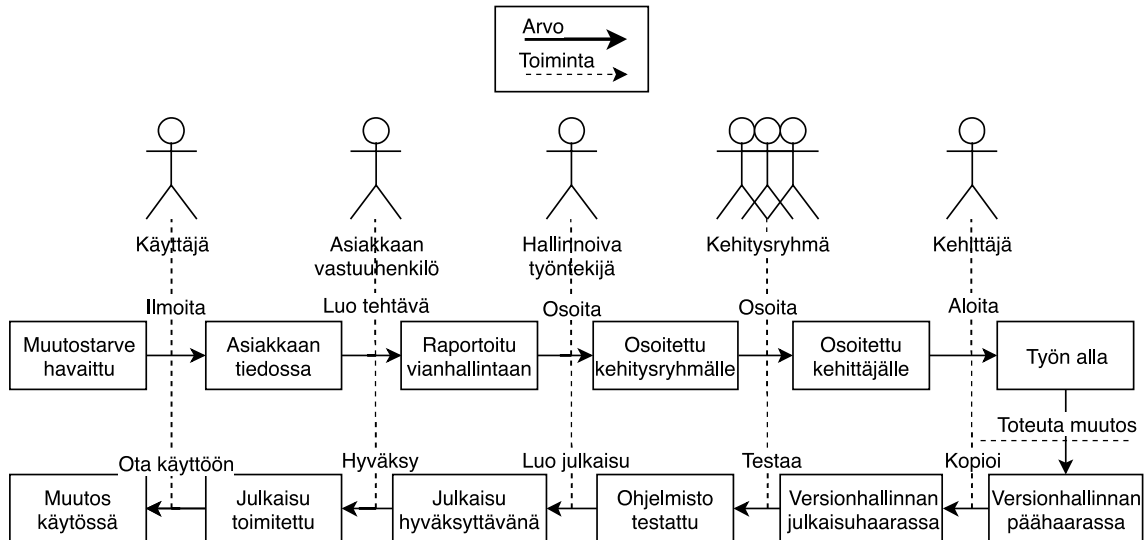 Arvo
Toiminta
Käyttäjä
Asiakkaan
vastuuhenkilö
Hallinnoiva
työntekijä
Kehitysryhmä
Kehittäjä
Ilmoita
Luo tehtävä
Osoita
Osoita
Aloita
Muutostarve
havaittu
Asiakkaan
tiedossa
Raportoitu
vianhallintaan
Osoitettu
kehitysryhmälle
Osoitettu
kehittäjälle
Työn alla
Toteuta muutos
Ota käyttöön
Hyväksy
Luo julkaisu
Testaa
Kopioi
Muutos
käytössä
Julkaisu
toimitettu
Julkaisu
hyväksyttävänä
Ohjelmisto
testattu
Versionhallinnan
julkaisuhaarassa
Versionhallinnan
päähaarassa